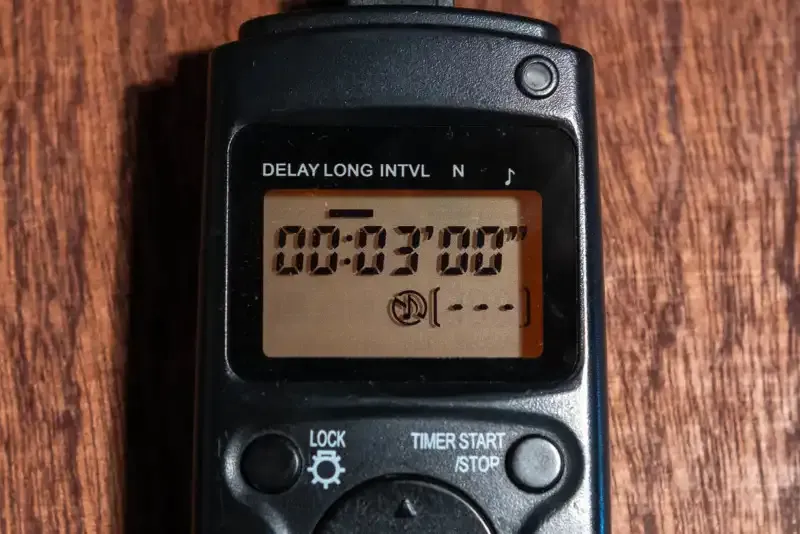 DELAY LONG INTVL N ♪
00:03'00"
[---]
LOCK
TIMER START
/STOP